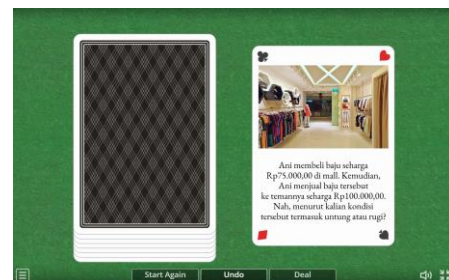 Ani membeli baju seharga
Rp75.000,00 di mall. Kemudian,
Ani menjual baju tersebut
ke temannya seharga Rp100.000,00.
Nah, menurut kalian kondisi
tersebut termasuk untung atau rugi?
Start Again
Undo
Deal